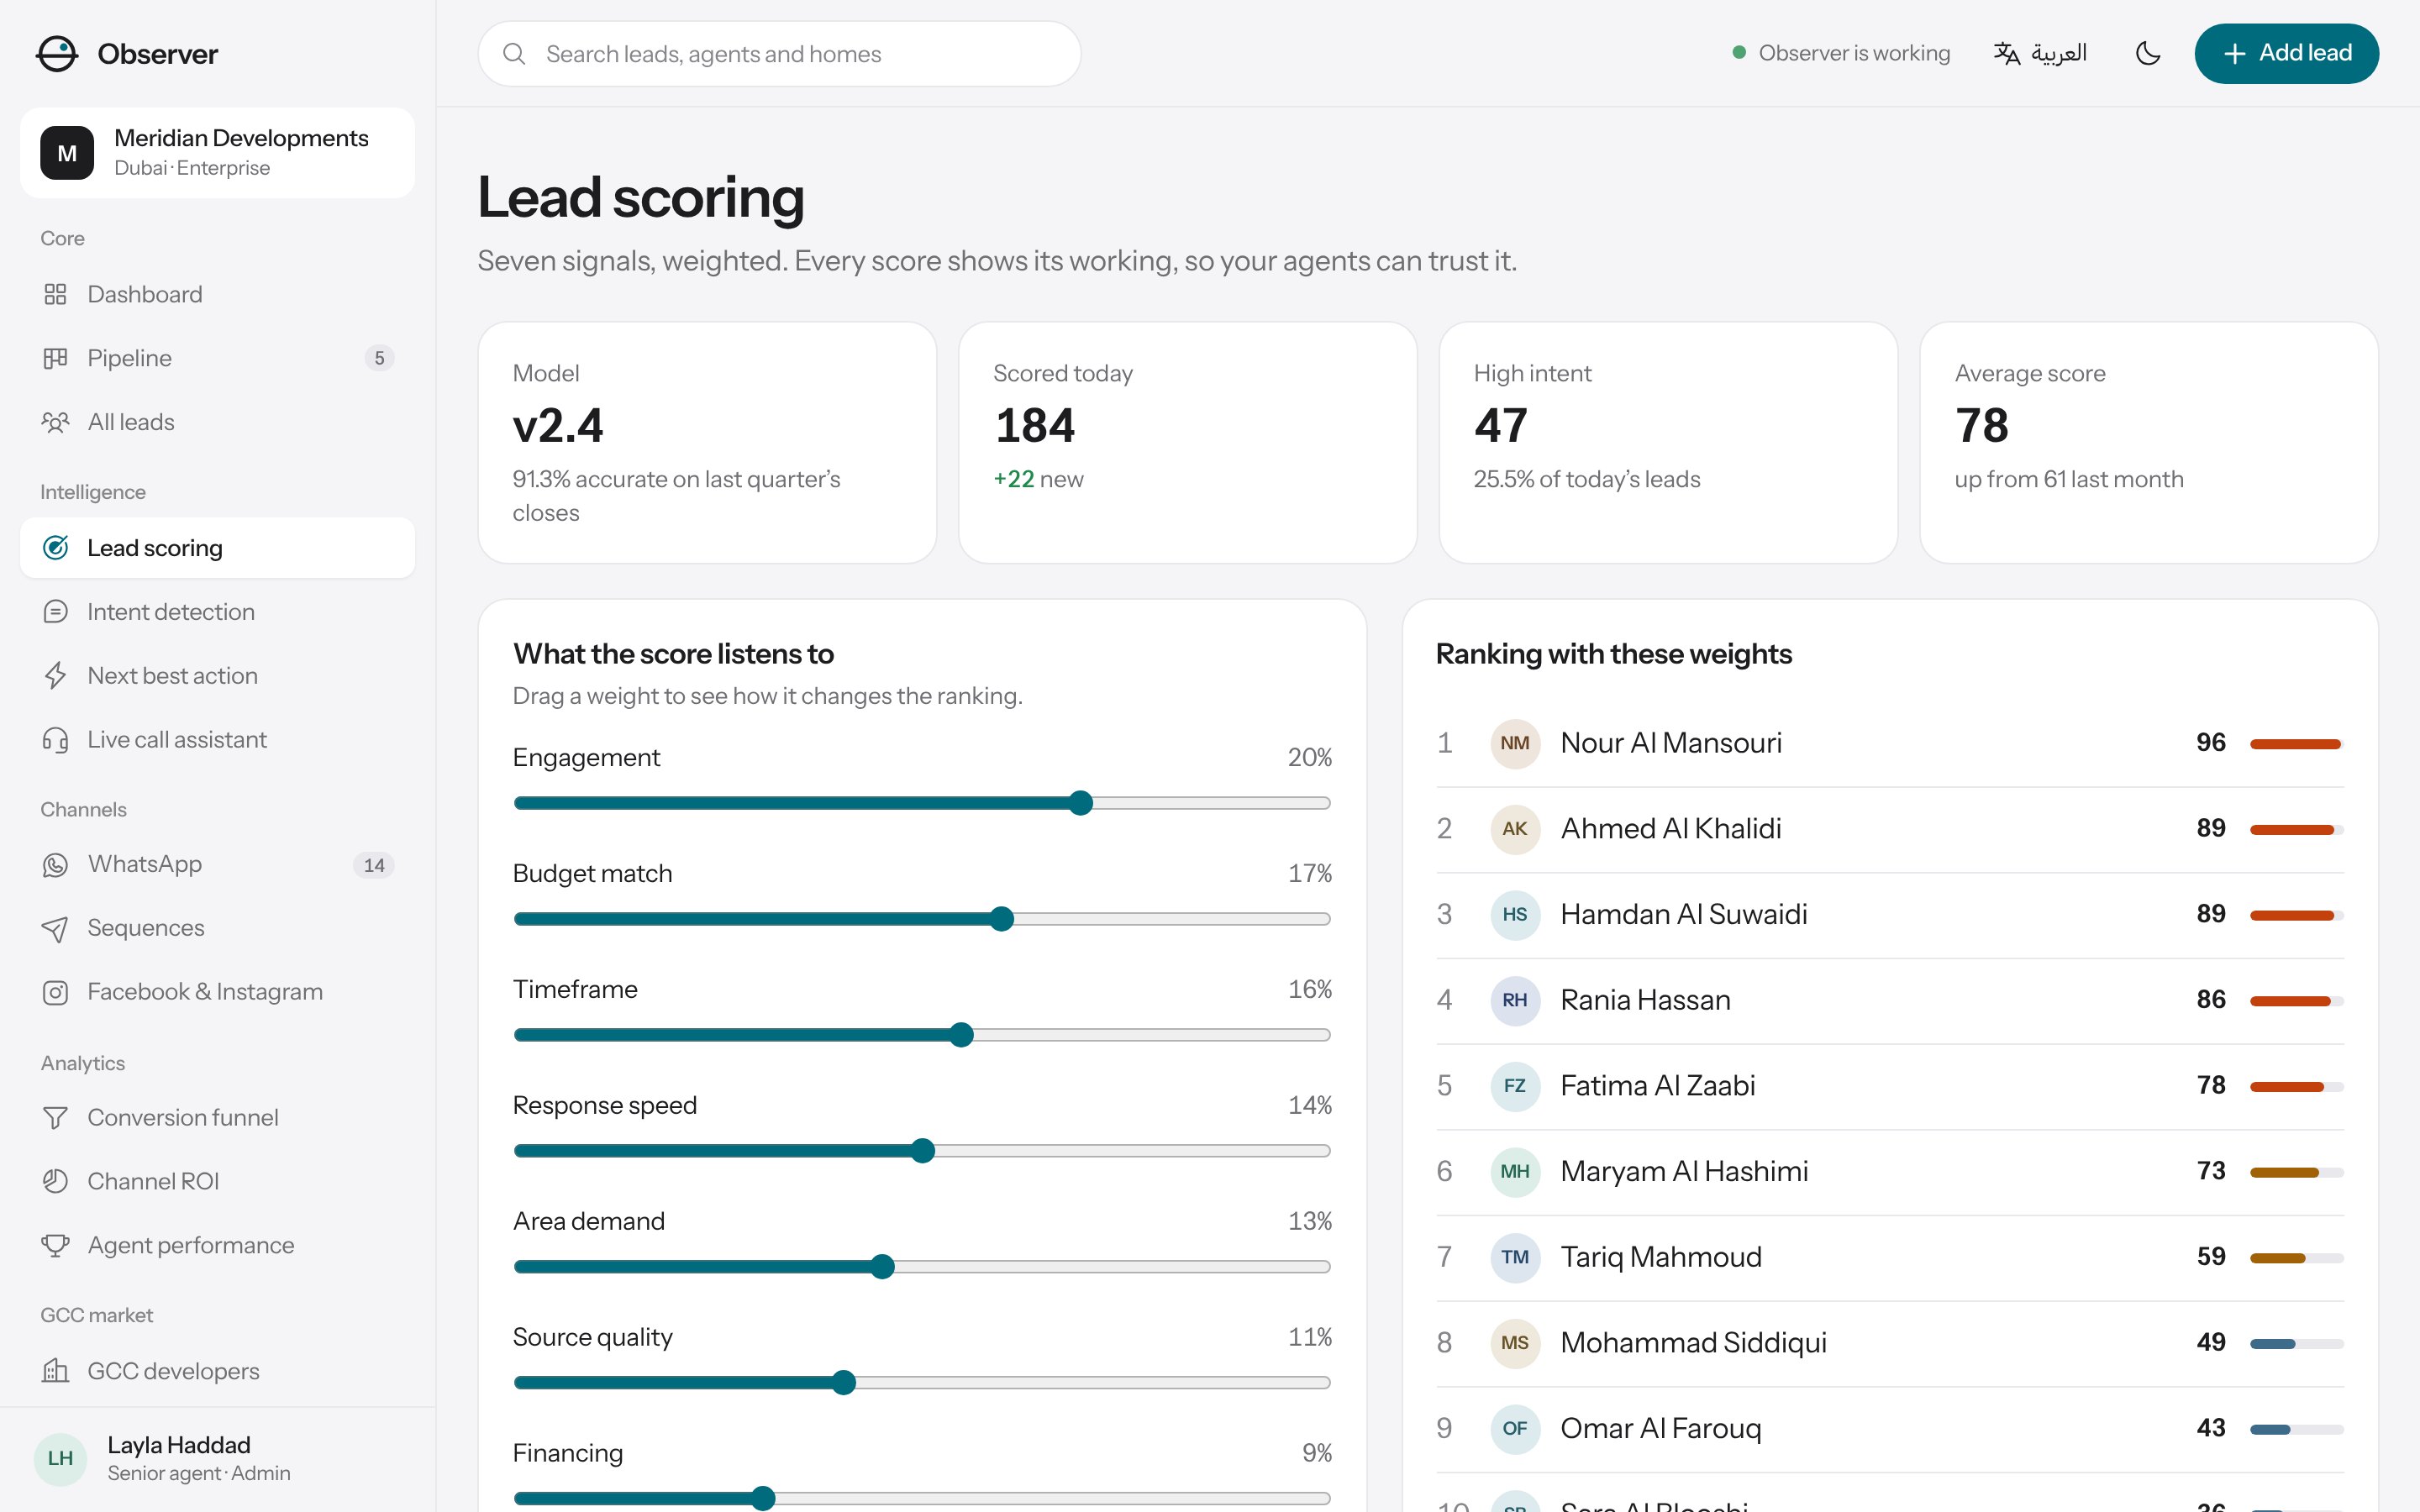 Observer
Meridian Developments
M
Dubai · Enterprise
Core
Dashboard
Pipeline
5
All leads
Intelligence
Lead scoring
Intent detection
Next best action
Live call assistant
Channels
WhatsApp
14
Sequences
Facebook & Instagram
Analytics
Conversion funnel
Channel ROI
Agent performance
GCC market
GCC developers
LH
Layla Haddad
Senior agent · Admin
Search leads, agents and homes
Observer is working
العربية
Add lead
Lead scoring
Seven signals, weighted. Every score shows its working, so your agents can trust it.
Model
v2.4
91.3% accurate on last quarter’s
closes
Scored today
184
+22 new
High intent
47
25.5% of today’s leads
Average score
78
up from 61 last month
What the score listens to
Drag a weight to see how it changes the ranking.
Engagement 20%
Budget match 17%
Timeframe 16%
Response speed 14%
Area demand 13%
Source quality 11%
Financing 9%
Ranking with these weights
1 NM Nour Al Mansouri 96
2 AK Ahmed Al Khalidi 89
3 HS Hamdan Al Suwaidi 89
4 RH Rania Hassan 86
5 FZ Fatima Al Zaabi 78
6 MH Maryam Al Hashimi 73
7 TM Tariq Mahmoud 59
8 MS Mohammad Siddiqui 49
9 OF Omar Al Farouq 43